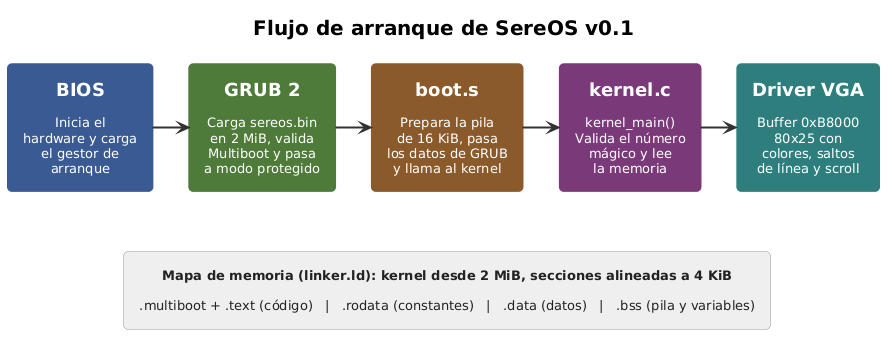 Flujo de arranque de SereOS v0.1
BIOS
Inicia el
hardware y carga
el gestor de
arranque
GRUB 2
Carga sereos.bin
en 2 MiB, valida
Multiboot y pasa
a modo protegido
boot.s
Prepara la pila
de 16 KiB, pasa
los datos de GRUB
y llama al kernel
kernel.c
kernel_main()
Valida el número
mágico y lee
la memoria
Driver VGA
Buffer 0xB8000
80x25 con
colores, saltos
de línea y scroll
Mapa de memoria (linker.ld): kernel desde 2 MiB, secciones alineadas a 4 KiB
.multiboot + .text (código) | .rodata (constantes) | .data (datos) | .bss (pila y variables)